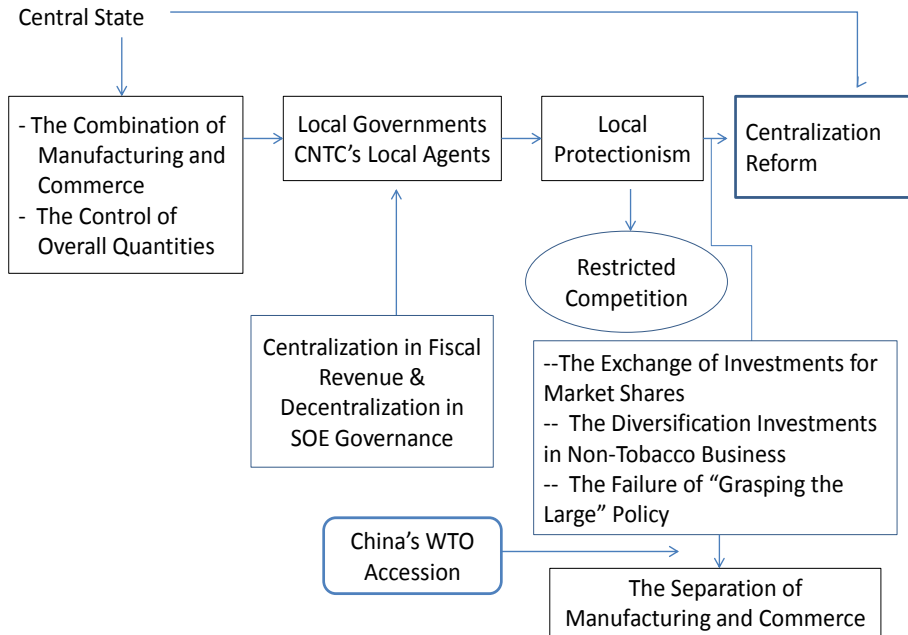 Central State
- The Combination of
Manufacturing and
Commerce
- The Control of
Overall Quantities
Local Governments
CNTC’s Local Agents
Local
Protectionism
Centralization
Reform
Restricted
Competition
Centralization in Fiscal
Revenue &
Decentralization in
SOE Governance
--The Exchange of Investments for
Market Shares
-- The Diversification Investments
in Non-Tobacco Business
-- The Failure of “Grasping the
Large” Policy
China’s WTO
Accession
The Separation of
Manufacturing and Commerce